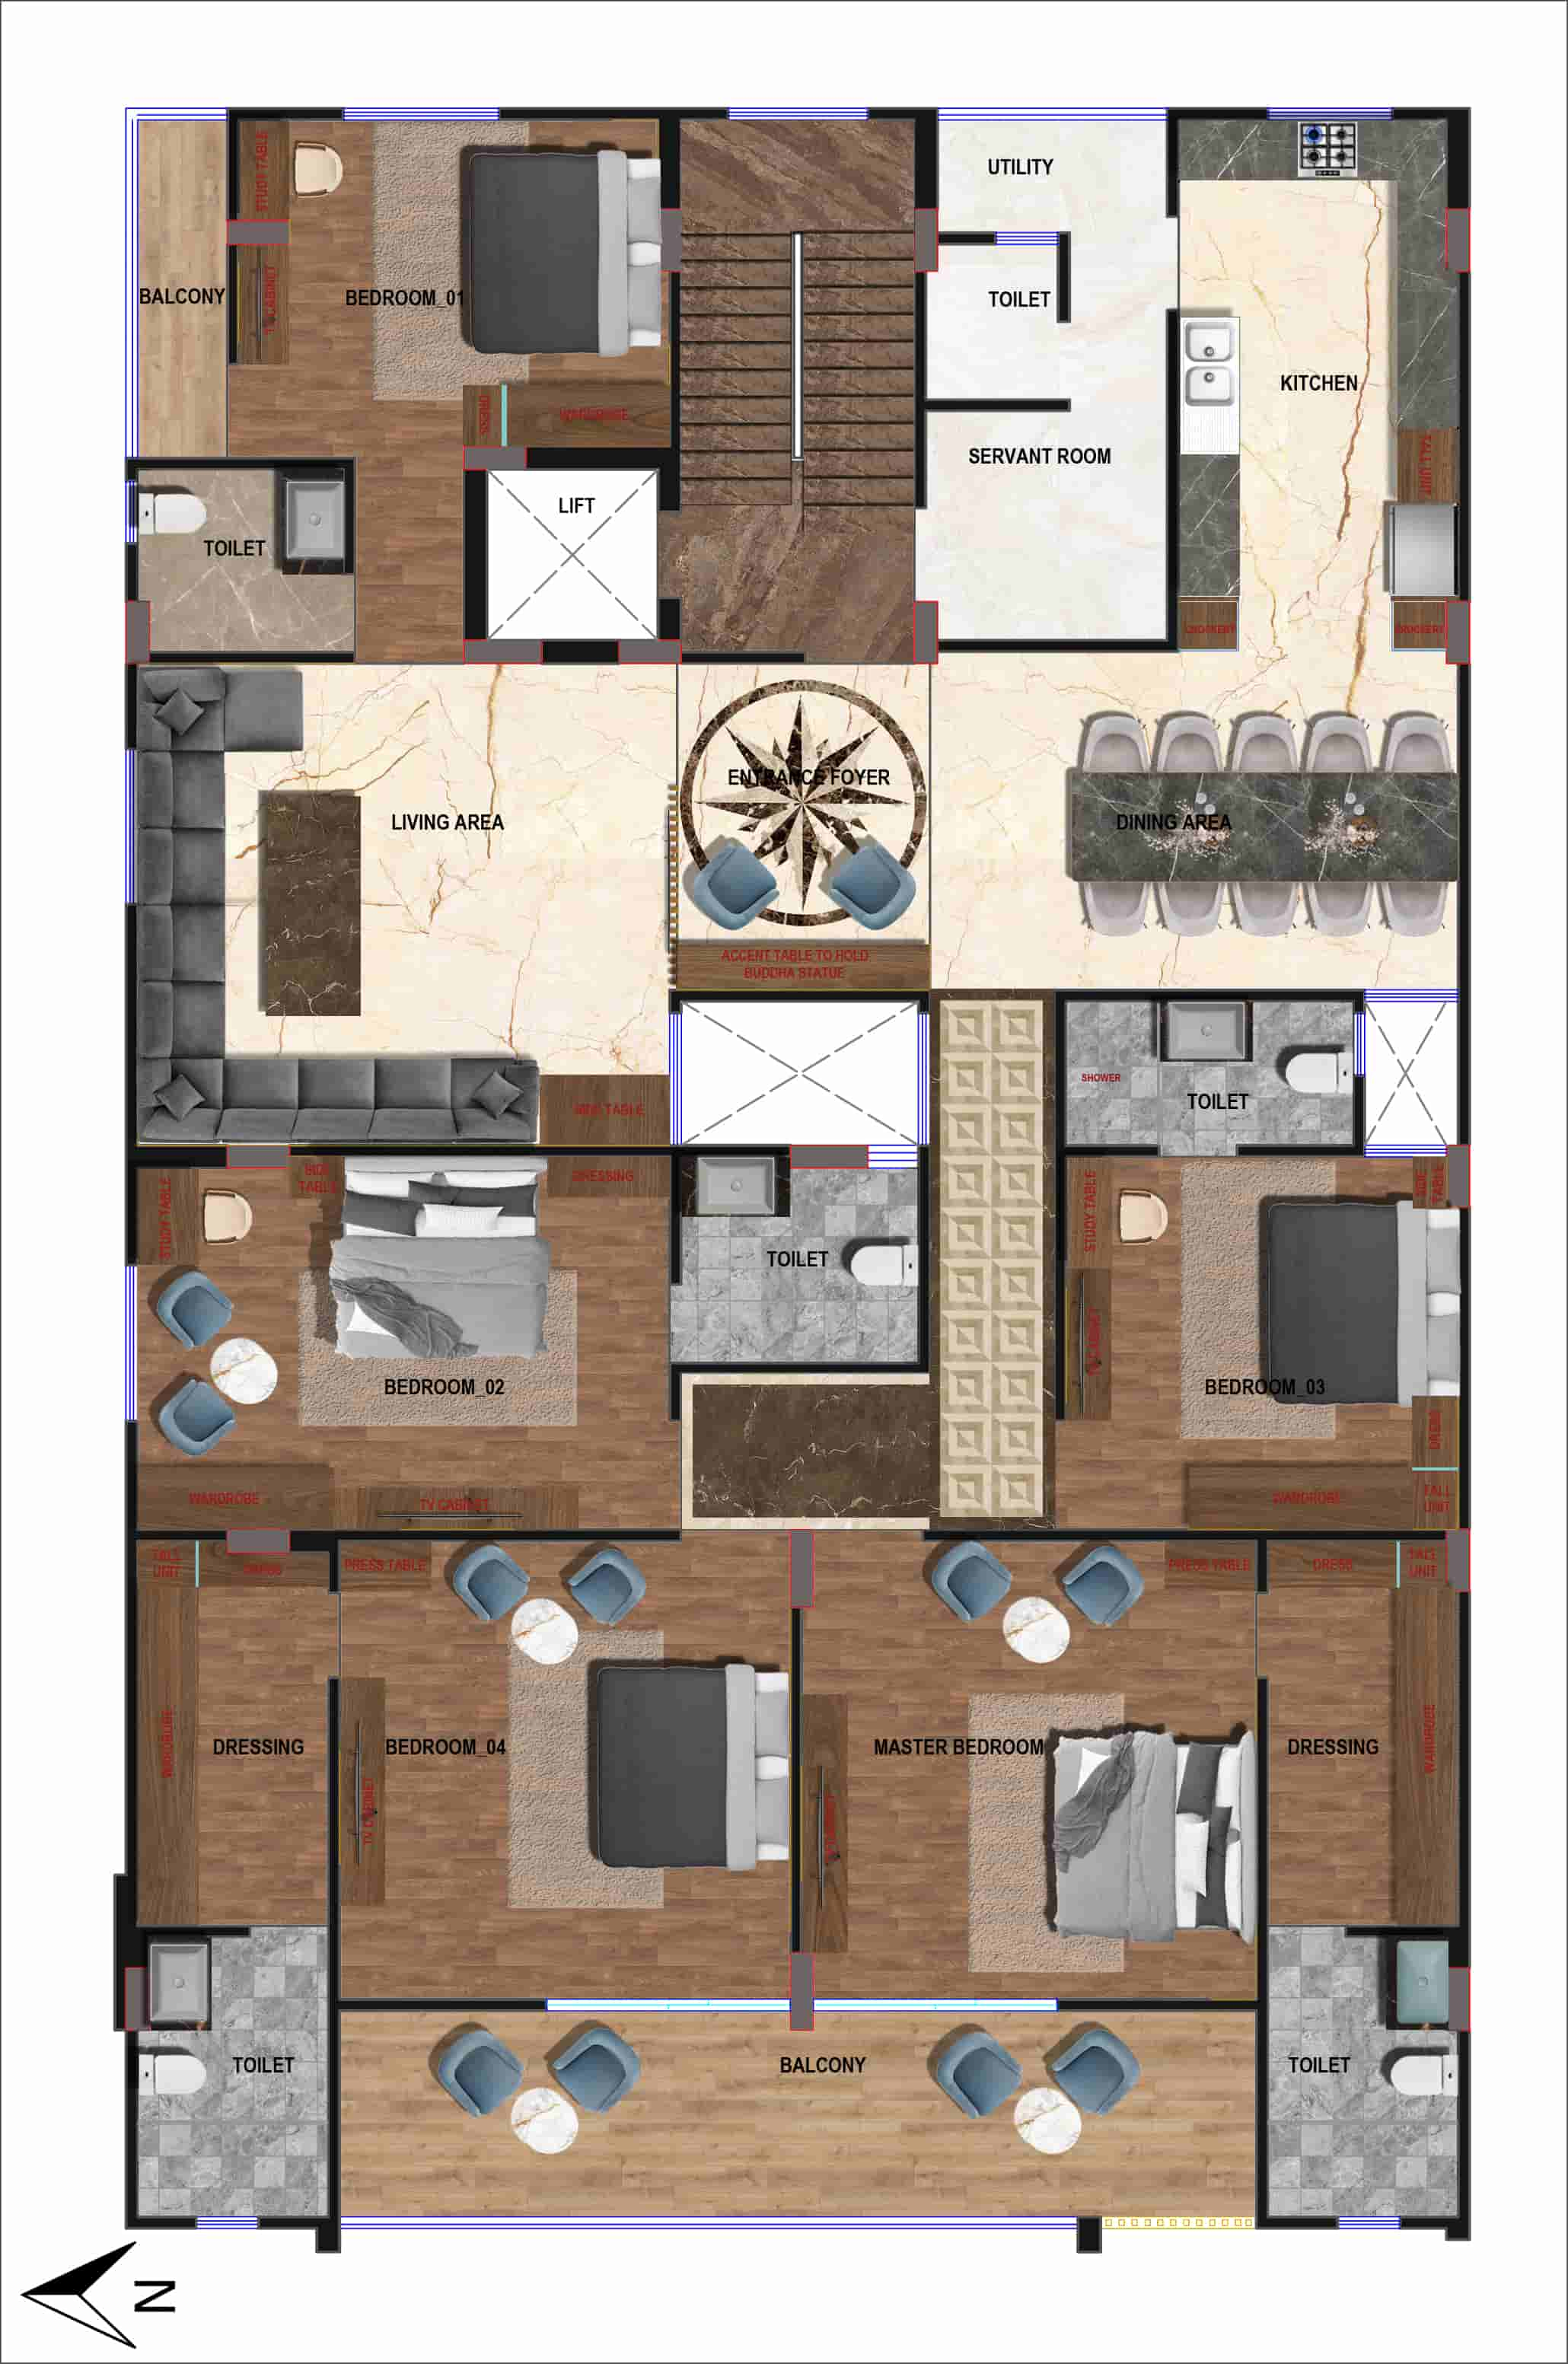 STUDY TABLE
UTILITY
BALCONY
TV CABINET
BEDROOM_01
TOILET
KITCHEN
DRESS
WARDROBE
SERVANT ROOM
TALL UNIT
LIFT
TOILET
CROCKERY
CROCKERY
ENTRANCE FOYER
LIVING AREA
DINING AREA
ACCENT TABLE TO HOLD
BUDDHA STATUE
SHOWER
TOILET
SIDE TABLE
SIDE
TABLE
DRESSING
STUDY TABLE
TOILET
STUDY TABLE
SIDE
TABLE
TV CABINET
BEDROOM_02
BEDROOM_03
DRESS
WARDROBE
TV CABINET
WARDROBE
TALL
UNIT
TALL
UNIT
DRESS
PRESS TABLE
PRESS TABLE
DRESS
TALL
UNIT
WARDROBE
DRESSING
BEDROOM_04
MASTER BEDROOM
DRESSING
WARDROBE
TV CABINET
TV CABINET
TOILET
BALCONY
TOILET
N